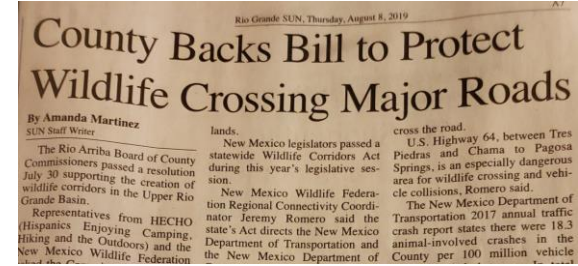 Rio Grande SUN, Thursday, August 8, 2019
A7
County Backs Bill to Protect
Wildlife Crossing Major Roads
By Amanda Martinez
SUN Staff Writer
The Rio Arriba Board of County
Commissioners passed a resolution
July 30 supporting the creation of
wildlife corridors in the Upper Rio
Grande Basin.
Representatives from HECHO
(Hispanics Enjoying Camping,
Hiking and the Outdoors) and the
New Mexico Wildlife Federation
lands.
New Mexico legislators passed a
statewide Wildlife Corridors Act
during this year's legislative ses-
sion.
New Mexico Wildlife Federa-
tion Regional Connectivity Coordi-
nator Jeremy Romero said the
state's Act directs the New Mexico
Department of Transportation and
the New Mexico Department of
cross the road.
U.S. Highway 64, between Tres
Piedras and Chama to Pagosa
Springs, is an especially dangerous
area for wildlife crossing and vehi-
cle collisions, Romero said.
The New Mexico Department of
Transportation 2017 annual traffic
crash report states there were 18.3
animal-involved crashes in the
County per 100 million vehicle